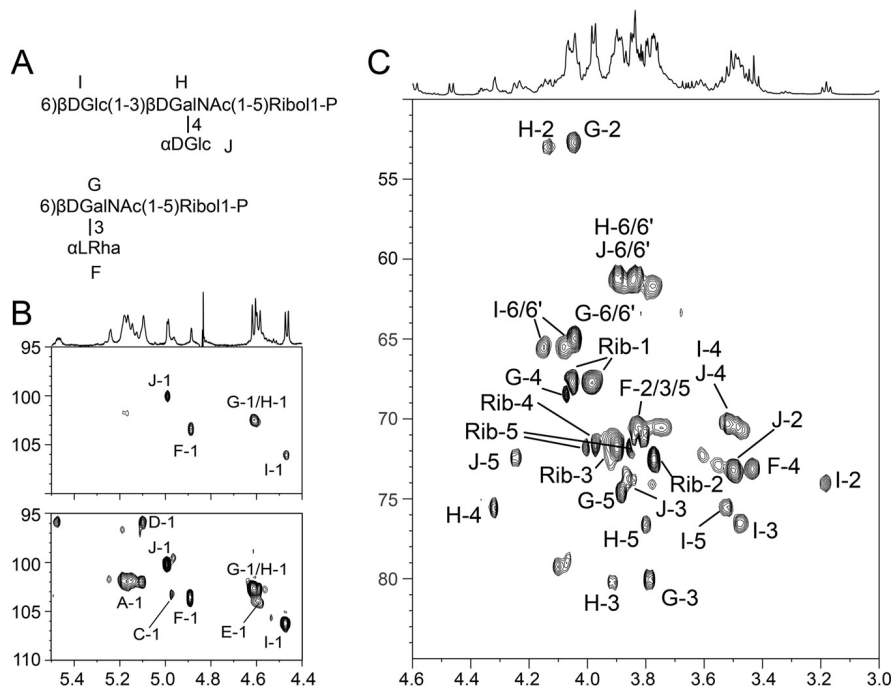 A
I H
6)βDGlc(1-3)βDGalNAc(1-5)Ribol1-P
4
αDGlc J
G
6)βDGalNAc(1-5)Ribol1-P
3
αLRha
F
B
95
100
105
J-1
F-1
G-1/H-1
I-1
95
100
105
110
D-1
J-1
G-1/H-1
A-1
C-1
F-1
E-1
I-1
5.4 5.2 5.0 4.8 4.6 4.4
C
H-2 G-2
55
H-6/6'
J-6/6'
60
I-6/6' G-6/6'
65
Rib-1
I-4
J-4
G-4
F-2/3/5
Rib-4
70
J-2
Rib-5
J-5
Rib-3
Rib-2
F-4
I-2
G-5
J-3
75
H-4
H-5
I-5
I-3
80
H-3
G-3
4.6 4.4 4.2 4.0 3.8 3.6 3.4 3.2 3.0